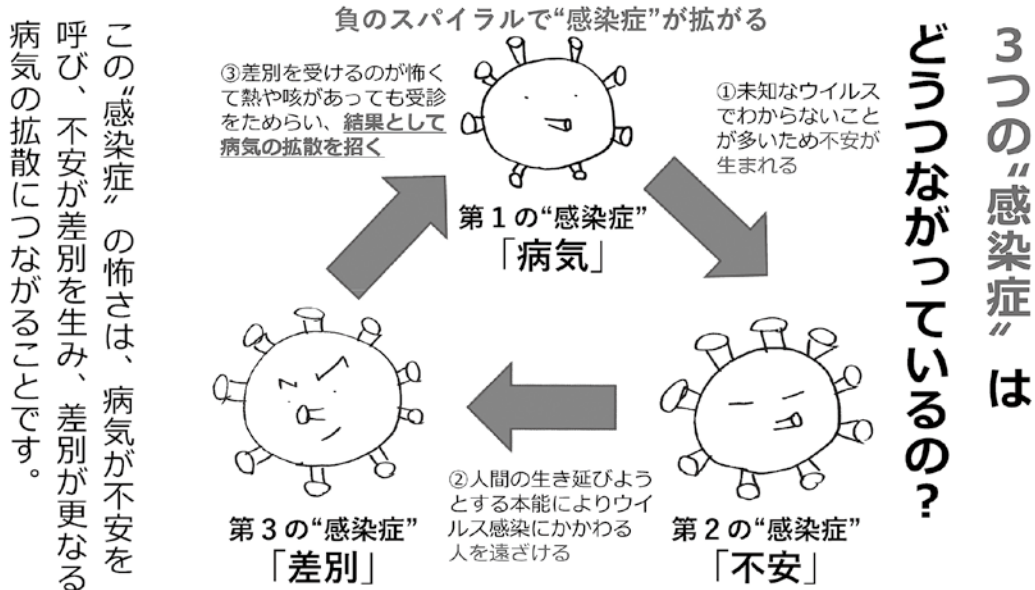 3つの“感染症”は
どうつながっているの？
負のスパイラルで“感染症”が拡がる
①未知なウイルス
でわからないこと
が多いため不安が
生まれる
第１の“感染症”
「病気」
第２の“感染症”
「不安」
②人間の生き延びよう
とする本能によりウイ
ルス感染にかかわる
人を遠ざける
第３の“感染症”
「差別」
③差別を受けるのが怖く
て熱や咳があっても受診
をためらい、結果として
病気の拡散を招く
この“感染症”の怖さは、病気が不安を
呼び、不安が差別を生み、差別が更なる
病気の拡散につながることです。